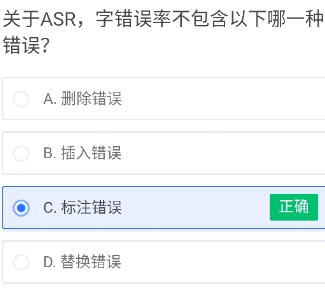 关于ASR，字错误率不包含以下哪一种
错误？
A. 删除错误
B. 插入错误
C. 标注错误 正确
D. 替换错误